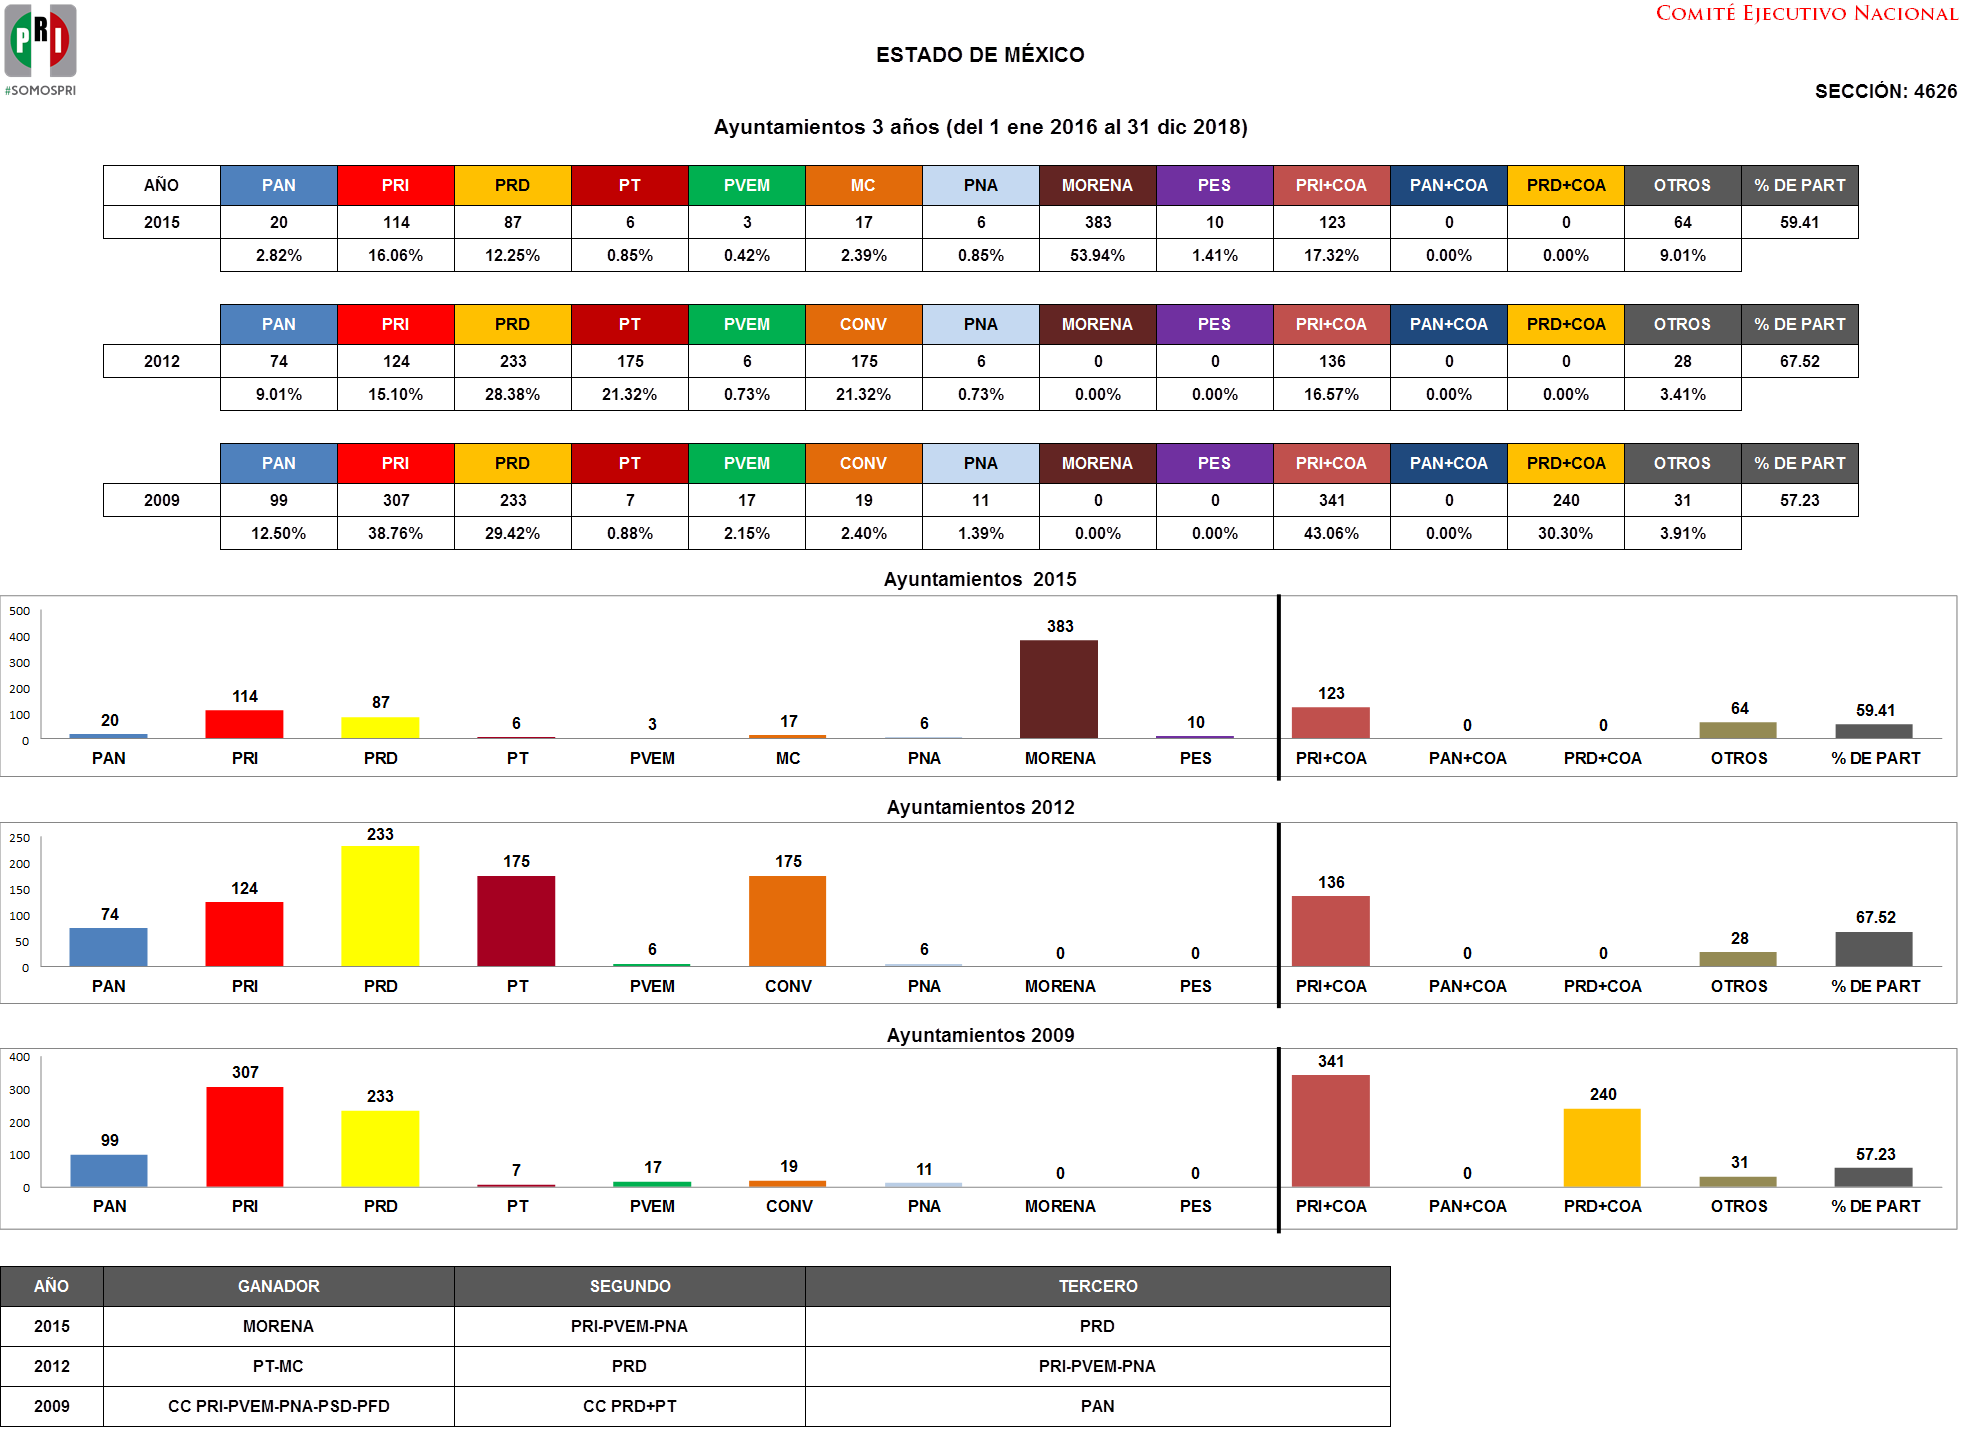 PRI
#SOMOSPRI
COMITÉ EJECUTIVO NACIONAL
ESTADO DE MÉXICO
SECCIÓN: 4626
Ayuntamientos 3 años (del 1 ene 2016 al 31 dic 2018)
AÑO PAN PRI PRD PT PVEM MC PNA MORENA PES PRI+COA PAN+COA PRD+COA OTROS % DE PART
2015 20 114 87 6 3 17 6 383 10 123 0 0 64 59.41
2.82% 16.06% 12.25% 0.85% 0.42% 2.39% 0.85% 53.94% 1.41% 17.32% 0.00% 0.00% 9.01%
PAN PRI PRD PT PVEM CONV PNA MORENA PES PRI+COA PAN+COA PRD+COA OTROS % DE PART
2012 74 124 233 175 6 175 6 0 0 136 0 0 28 67.52
9.01% 15.10% 28.38% 21.32% 0.73% 21.32% 0.73% 0.00% 0.00% 16.57% 0.00% 0.00% 3.41%
PAN PRI PRD PT PVEM CONV PNA MORENA PES PRI+COA PAN+COA PRD+COA OTROS % DE PART
2009 99 307 233 7 17 19 11 0 0 341 0 240 31 57.23
12.50% 38.76% 29.42% 0.88% 2.15% 2.40% 1.39% 0.00% 0.00% 43.06% 0.00% 30.30% 3.91%
Ayuntamientos 2015
500
400
300
200
100
0
20 114 87 6 3 17 6 383 10 123 0 0 64 59.41
PAN PRI PRD PT PVEM MC PNA MORENA PES PRI+COA PAN+COA PRD+COA OTROS % DE PART
Ayuntamientos 2012
250
200
150
100
50
0
74 124 233 175 6 175 6 0 0 136 0 0 28 67.52
PAN PRI PRD PT PVEM CONV PNA MORENA PES PRI+COA PAN+COA PRD+COA OTROS % DE PART
Ayuntamientos 2009
400
300
200
100
0
99 307 233 7 17 19 11 0 0 341 0 240 31 57.23
PAN PRI PRD PT PVEM CONV PNA MORENA PES PRI+COA PAN+COA PRD+COA OTROS % DE PART
AÑO GANADOR SEGUNDO TERCERO
2015 MORENA PRI-PVEM-PNA PRD
2012 PT-MC PRD PRI-PVEM-PNA
2009 CC PRI-PVEM-PNA-PSD-PFD CC PRD+PT PAN